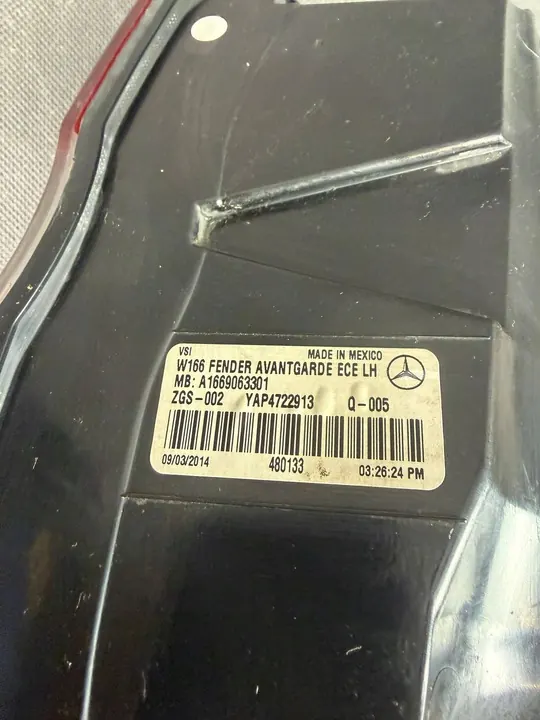 VSI MADE IN MEXICO
W166 FENDER AVANTGARDE ECE LH
MB: A1669063301
ZGS-002 YAP4722913 Q-005
09/03/2014 480133 03:26:24 PM